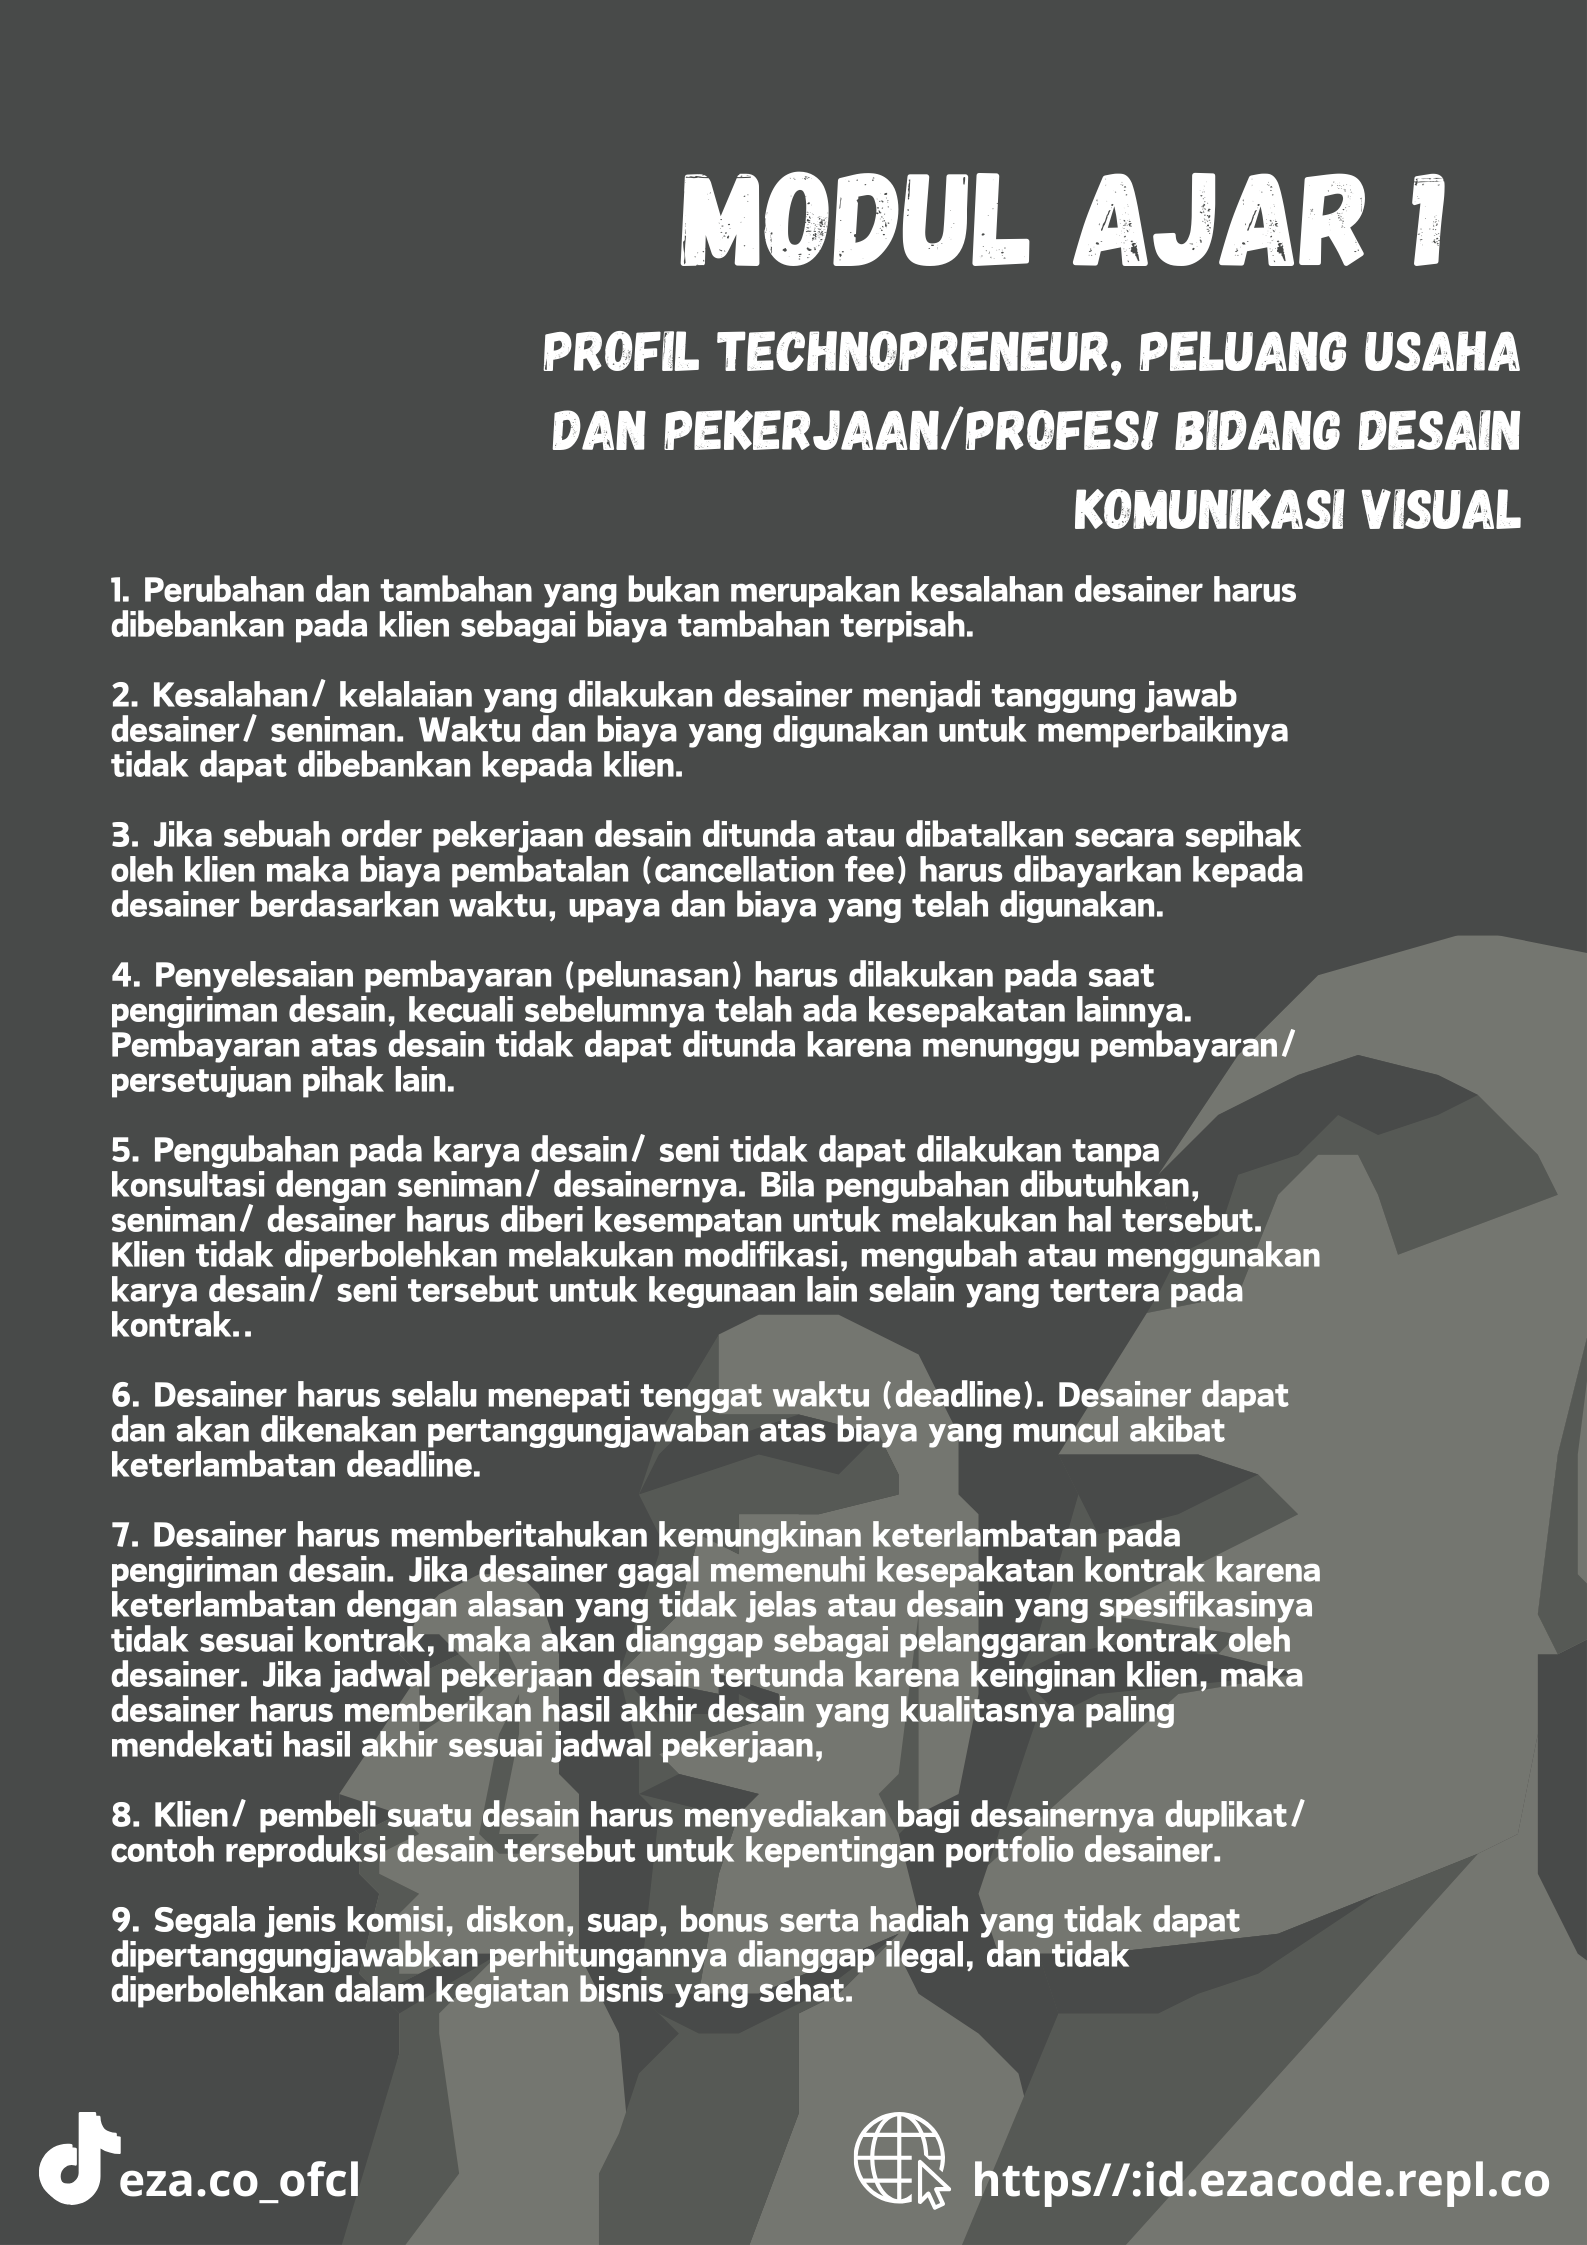 MODUL AJAR 1
PROFIL TECHNOPRENEUR, PELUANG USAHA
DAN PEKERJAAN/PROFES! BIDANG DESAIN
KOMUNIKASI VISUAL
1. Perubahan dan tambahan yang bukan merupakan kesalahan desainer harus
dibebankan pada klien sebagai biaya tambahan terpisah.
2. Kesalahan/ kelalaian yang dilakukan desainer menjadi tanggung jawab
desainer/ seniman. Waktu dan biaya yang digunakan untuk memperbaikinya
tidak dapat dibebankan kepada klien.
3. Jika sebuah order pekerjaan desain ditunda atau dibatalkan secara sepihak
oleh klien maka biaya pembatalan (cancellation fee) harus dibayarkan kepada
desainer berdasarkan waktu, upaya dan biaya yang telah digunakan.
4. Penyelesaian pembayaran (pelunasan) harus dilakukan pada saat
pengiriman desain, kecuali sebelumnya telah ada kesepakatan lainnya.
Pembayaran atas desain tidak dapat ditunda karena menunggu pembayaran/
persetujuan pihak lain.
5. Pengubahan pada karya desain/ seni tidak dapat dilakukan tanpa
konsultasi dengan seniman/ desainernya. Bila pengubahan dibutuhkan,
seniman/ desainer harus diberi kesempatan untuk melakukan hal tersebut.
Klien tidak diperbolehkan melakukan modifikasi, mengubah atau menggunakan
karya desain/ seni tersebut untuk kegunaan lain selain yang tertera pada
kontrak..
6. Desainer harus selalu menepati tenggat waktu (deadline). Desainer dapat
dan akan dikenakan pertanggungjawaban atas biaya yang muncul akibat
keterlambatan deadline.
7. Desainer harus memberitahukan kemungkinan keterlambatan pada
pengiriman desain. Jika desainer gagal memenuhi kesepakatan kontrak karena
keterlambatan dengan alasan yang tidak jelas atau desain yang spesifikasinya
tidak sesuai kontrak, maka akan dianggap sebagai pelanggaran kontrak oleh
desainer. Jika jadwal pekerjaan desain tertunda karena keinginan klien, maka
desainer harus memberikan hasil akhir desain yang kualitasnya paling
mendekati hasil akhir sesuai jadwal pekerjaan,
8. Klien/ pembeli suatu desain harus menyediakan bagi desainernya duplikat/
contoh reproduksi desain tersebut untuk kepentingan portfolio desainer.
9. Segala jenis komisi, diskon, suap, bonus serta hadiah yang tidak dapat
dipertanggungjawabkan perhitungannya dianggap ilegal, dan tidak
diperbolehkan dalam kegiatan bisnis yang sehat.
eza.co_ofcl
https//:id.ezacode.repl.co